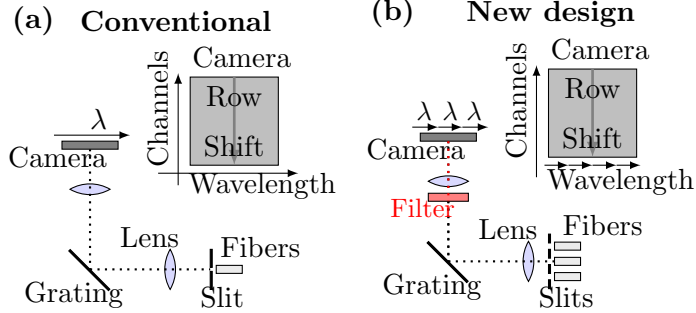 (a) Conventional
Camera
Channels
Row
Shift
Wavelength
λ
Camera
Lens
Fibers
Grating
Slit
(b) New design
Camera
Channels
Row
Shift
Wavelength
λ λ λ
Camera
Filter
Lens
Fibers
Grating
Slits